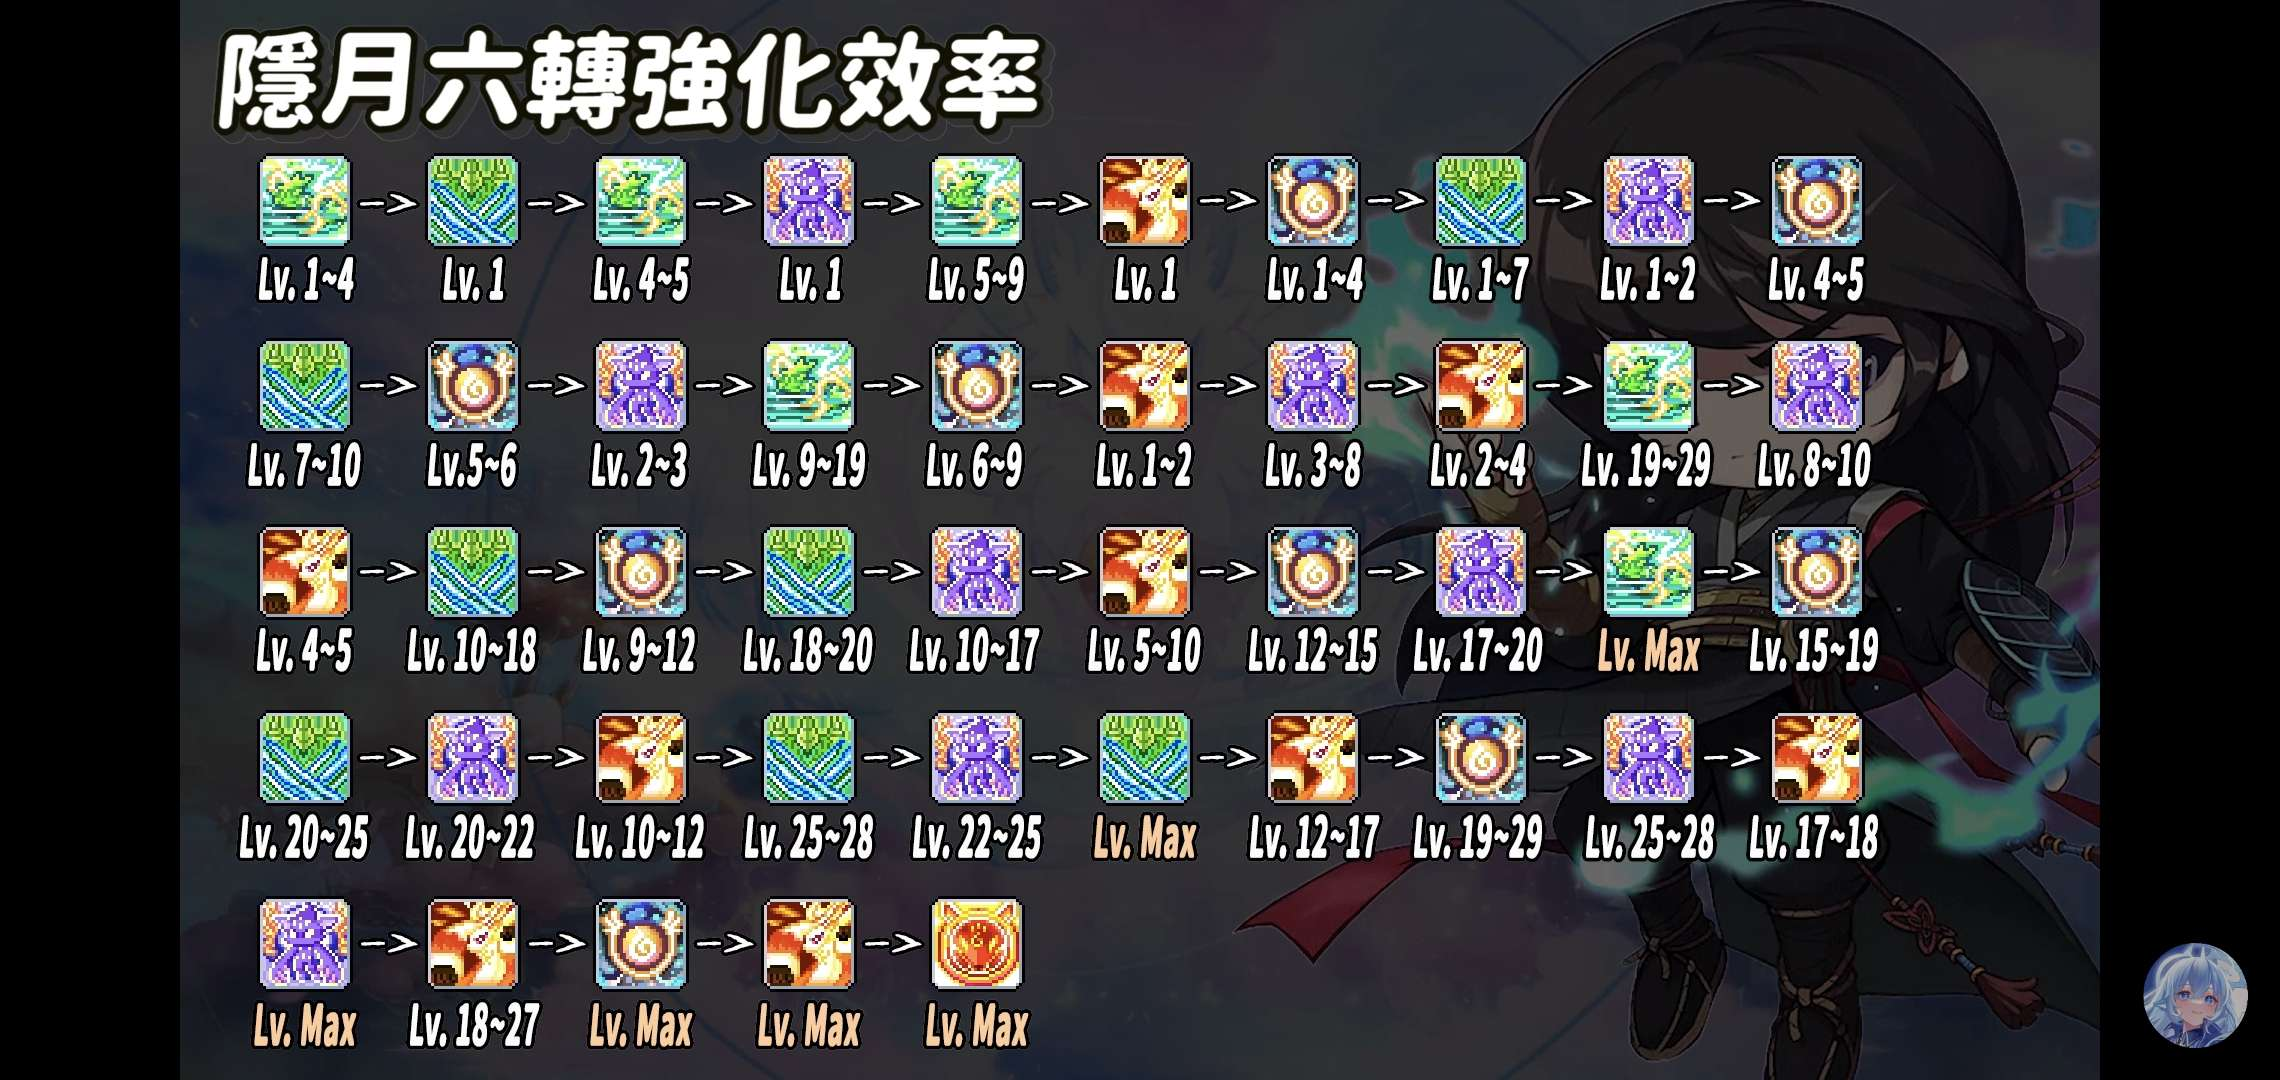 隱月六轉強化效率
Lv. 1~4 Lv. 1 Lv. 4~5 Lv. 1 Lv. 5~9 Lv. 1 Lv. 1~4 Lv. 1~7 Lv. 1~2 Lv. 4~5
Lv. 7~10 Lv.5~6 Lv. 2~3 Lv. 9~19 Lv. 6~9 Lv. 1~2 Lv. 3~8 Lv. 2~4 Lv. 19~29 Lv. 8~10
Lv. 4~5 Lv. 10~18 Lv. 9~12 Lv. 18~20 Lv. 10~17 Lv. 5~10 Lv. 12~15 Lv. 17~20 Lv. Max Lv. 15~19
Lv. 20~25 Lv. 20~22 Lv. 10~12 Lv. 25~28 Lv. 22~25 Lv. Max Lv. 12~17 Lv. 19~29 Lv. 25~28 Lv. 17~18
Lv. Max Lv. 18~27 Lv. Max Lv. Max Lv. Max